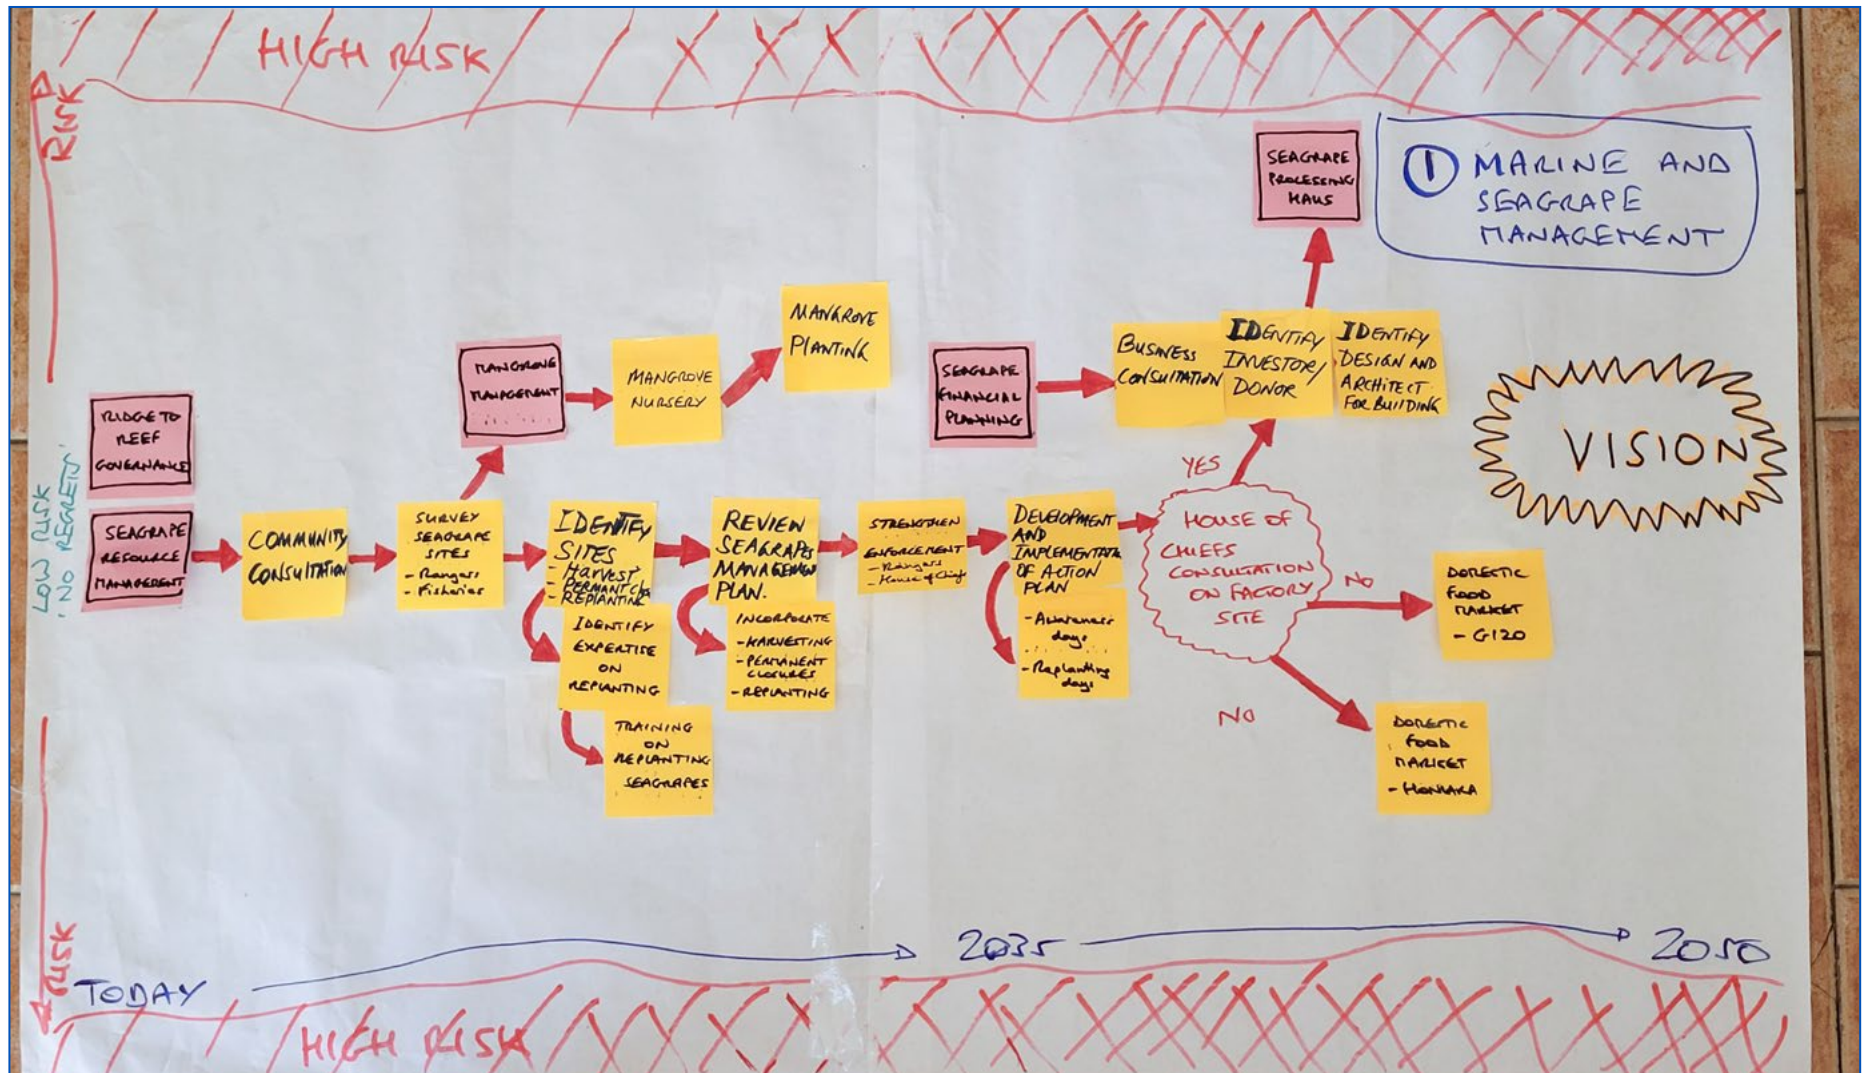 HIGH RISK
RISK
1 MARINE AND
SEAGRAPE
MANAGEMENT
SEAGRAPE
PROCESSING
HAUS
MANGROVE
PLANTING
MANGROVE
MANAGEMENT
MANGROVE
NURSERY
SEAGRAPE
FINANCIAL
PLANNING
BUSINESS
CONSULTATION
IDENTIFY
INVESTOR/
DONOR
IDENTIFY
DESIGN AND
ARCHITECT
FOR BUILDING
VISION
RIDGE TO
REEF
GOVERNANCE
LOW RISK
'NO REGRETS'
SEAGRAPE
RESOURCE
MANAGEMENT
COMMUNITY
CONSULTATION
SURVEY
SEAGRAPE
SITES
- Rangers
- Fisheries
IDENTIFY
SITES
- Harvest
- REPLANTING
IDENTIFY
EXPERTISE
ON
REPLANTING
TRAINING
ON
REPLANTING
SEAGRAPES
REVIEW
SEAGRAPES
MANAGEMENT
PLAN.
INCORPORATE
- HARVESTING
- PERMANENT
CLOSURES
- REPLANTING
STRENGTHEN
ENFORCEMENT
- Rangers
- House of Chiefs
DEVELOPMENT
AND
IMPLEMENTATION
OF ACTION
PLAN
- Awareness
days
- Replanting
days
YES
HOUSE OF
CHIEFS
CONSULTATION
ON FACTORY
SITE
NO
DOMESTIC
FOOD
MARKET
- GIZO
NO
DOMESTIC
FOOD
MARKET
- HONIARA
RISK
TODAY
2035
2050
HIGH RISK